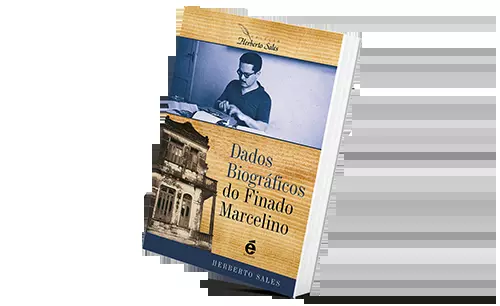 Herberto Sales
Dados
Biográficos
do Finado
Marcelino
é
HERBERTO SALES